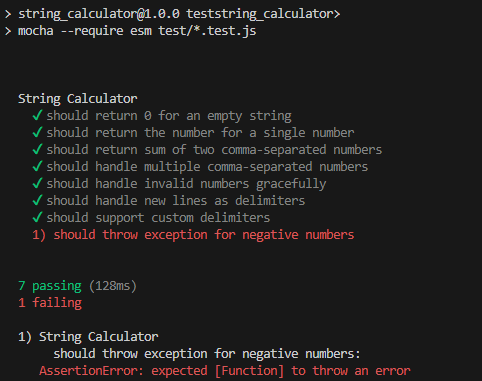 > string_calculator@1.0.0 teststring_calculator>
> mocha --require esm test/*.test.js
String Calculator
✓ should return 0 for an empty string
✓ should return the number for a single number
✓ should return sum of two comma-separated numbers
✓ should handle multiple comma-separated numbers
✓ should handle invalid numbers gracefully
✓ should handle new lines as delimiters
✓ should support custom delimiters
1) should throw exception for negative numbers
7 passing (128ms)
1 failing
1) String Calculator
should throw exception for negative numbers:
AssertionError: expected [Function] to throw an error